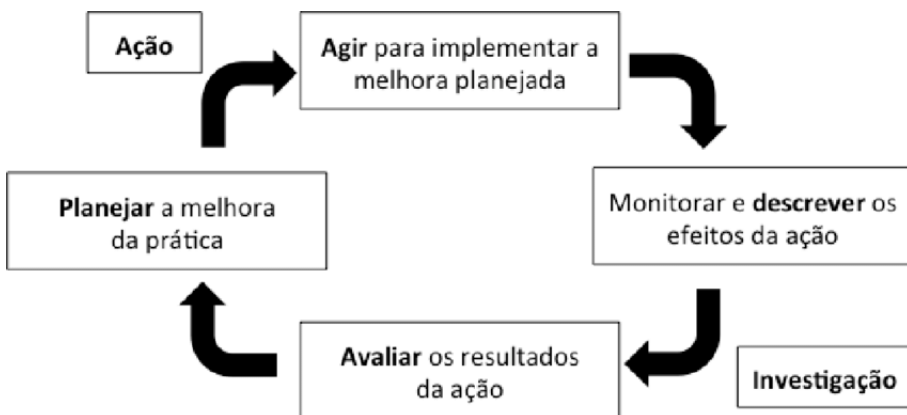 Ação
Agir para implementar a
melhora planejada
Planejar a melhora
da prática
Monitorar e descrever os
efeitos da ação
Avaliar os resultados
da ação
Investigação